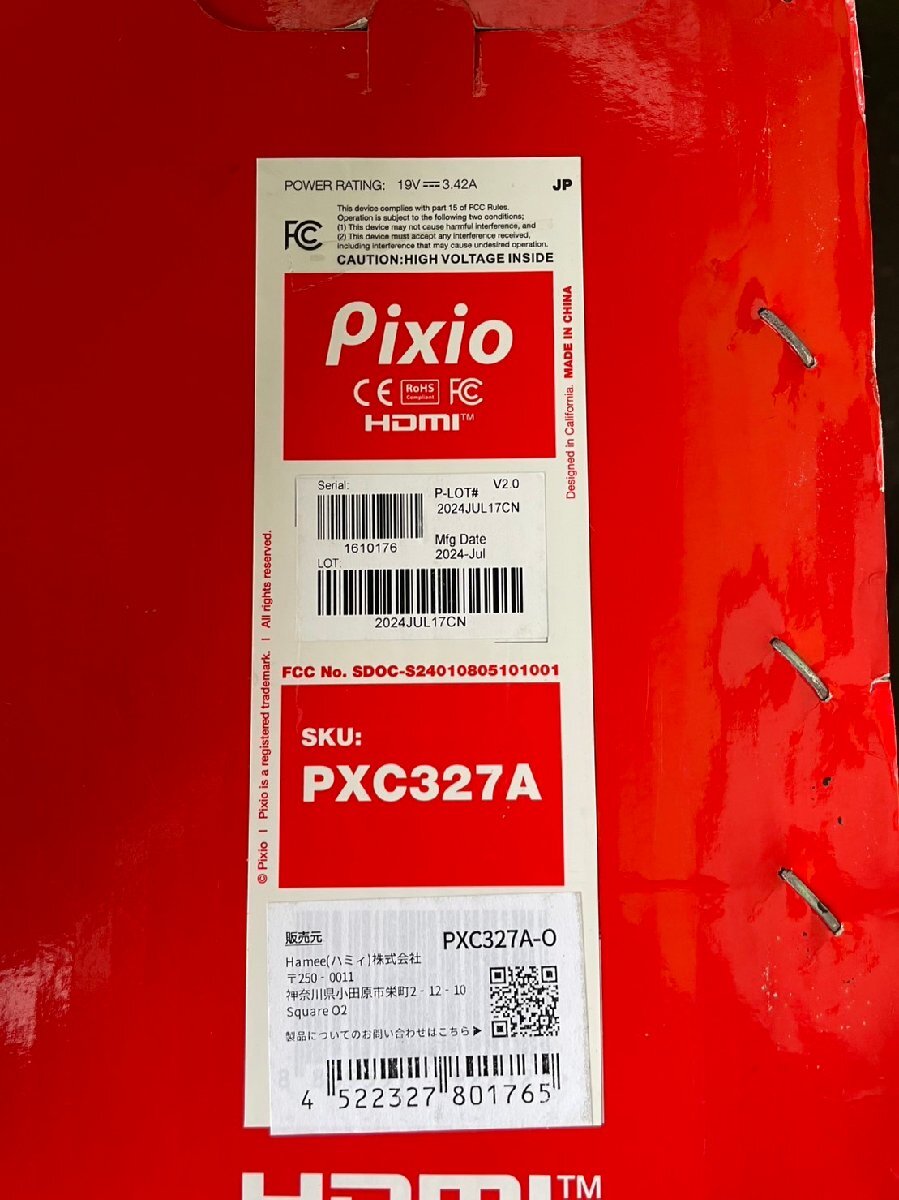 POWER RATING: 19V⎓3.42A
JP
FC
This device complies with part 15 of FCC Rules.
Operation is subject to the following two conditions;
(1) This device may not cause harmful interference, and
(2) This device must accept any interference received,
including interference that may cause undesired operation.
CAUTION:HIGH VOLTAGE INSIDE
Pixio
CE RoHS Compliant FC
HDMI™
Designed in California. MADE IN CHINA
Serial:
1610176
P-LOT# V2.0
2024JUL17CN
Mfg Date
2024-Jul
LOT:
2024JUL17CN
© Pixio I Pixio is a registered trademark. I All rights reserved.
FCC No. SDOC-S24010805101001
SKU:
PXC327A
販売元
PXC327A-O
Hamee(ハミィ)株式会社
〒250‐0011
神奈川県小田原市栄町2‐12‐10
Square O2
製品についてのお問い合わせはこちら▶
4 522327 801765
HDMI™